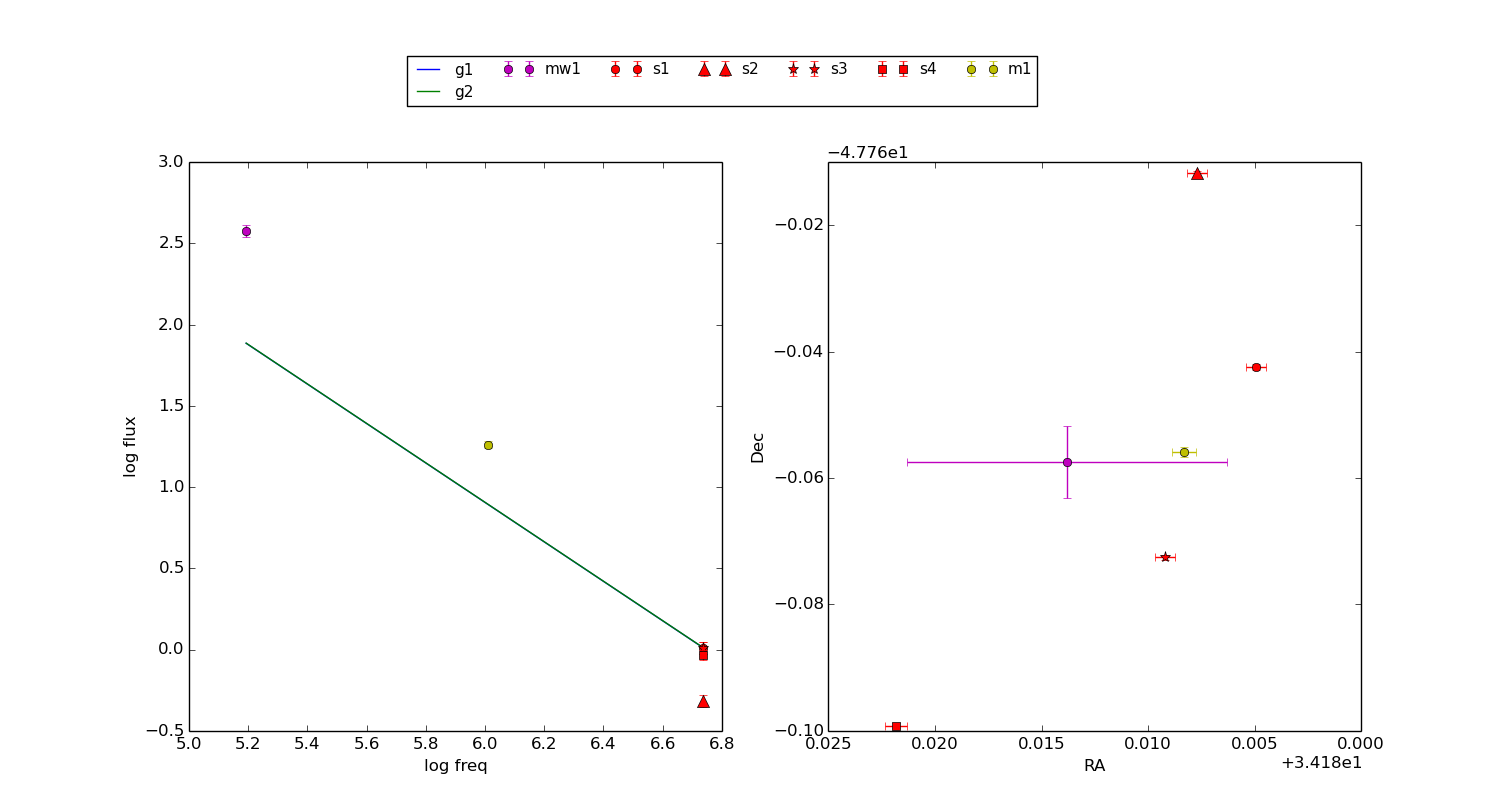 g1 mw1 s1 s2 s3 s4 m1
g2
3.0
2.5
2.0
1.5
1.0
0.5
0.0
−0.5
log flux
5.0 5.2 5.4 5.6 5.8 6.0 6.2 6.4 6.6 6.8
log freq
−4.776e1
−0.02
−0.04
−0.06
−0.08
−0.10
Dec
0.025 0.020 0.015 0.010 0.005 0.000
RA
+3.418e1